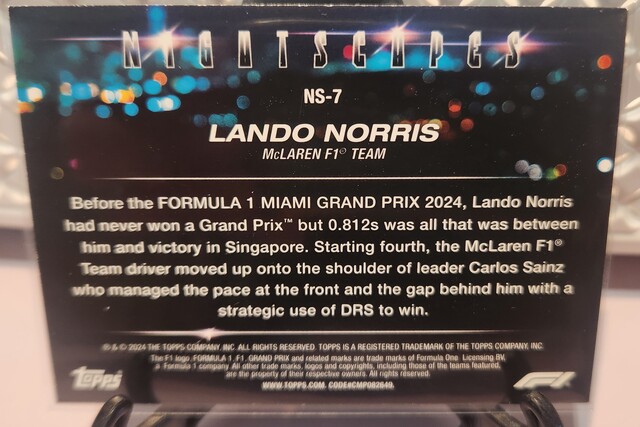 NIGHTSCAPES
NS-7
LANDO NORRIS
McLAREN F1® TEAM
Before the FORMULA 1 MIAMI GRAND PRIX 2024, Lando Norris
had never won a Grand Prix™ but 0.812s was all that was between
him and victory in Singapore. Starting fourth, the McLaren F1®
Team driver moved up onto the shoulder of leader Carlos Sainz
who managed the pace at the front and the gap behind him with a
strategic use of DRS to win.
® & © 2024 THE TOPPS COMPANY, INC. ALL RIGHTS RESERVED. TOPPS IS A REGISTERED TRADEMARK OF THE TOPPS COMPANY, INC.
The F1 logo, FORMULA 1, F1, GRAND PRIX and related marks are trade marks of Formula One Licensing BV,
a Formula 1 company. All other trade marks, logos and copyrights, including those of the teams featured,
are the property of their respective owners. All rights reserved.
WWW.TOPPS.COM. CODE#CMP082649
Topps
F1